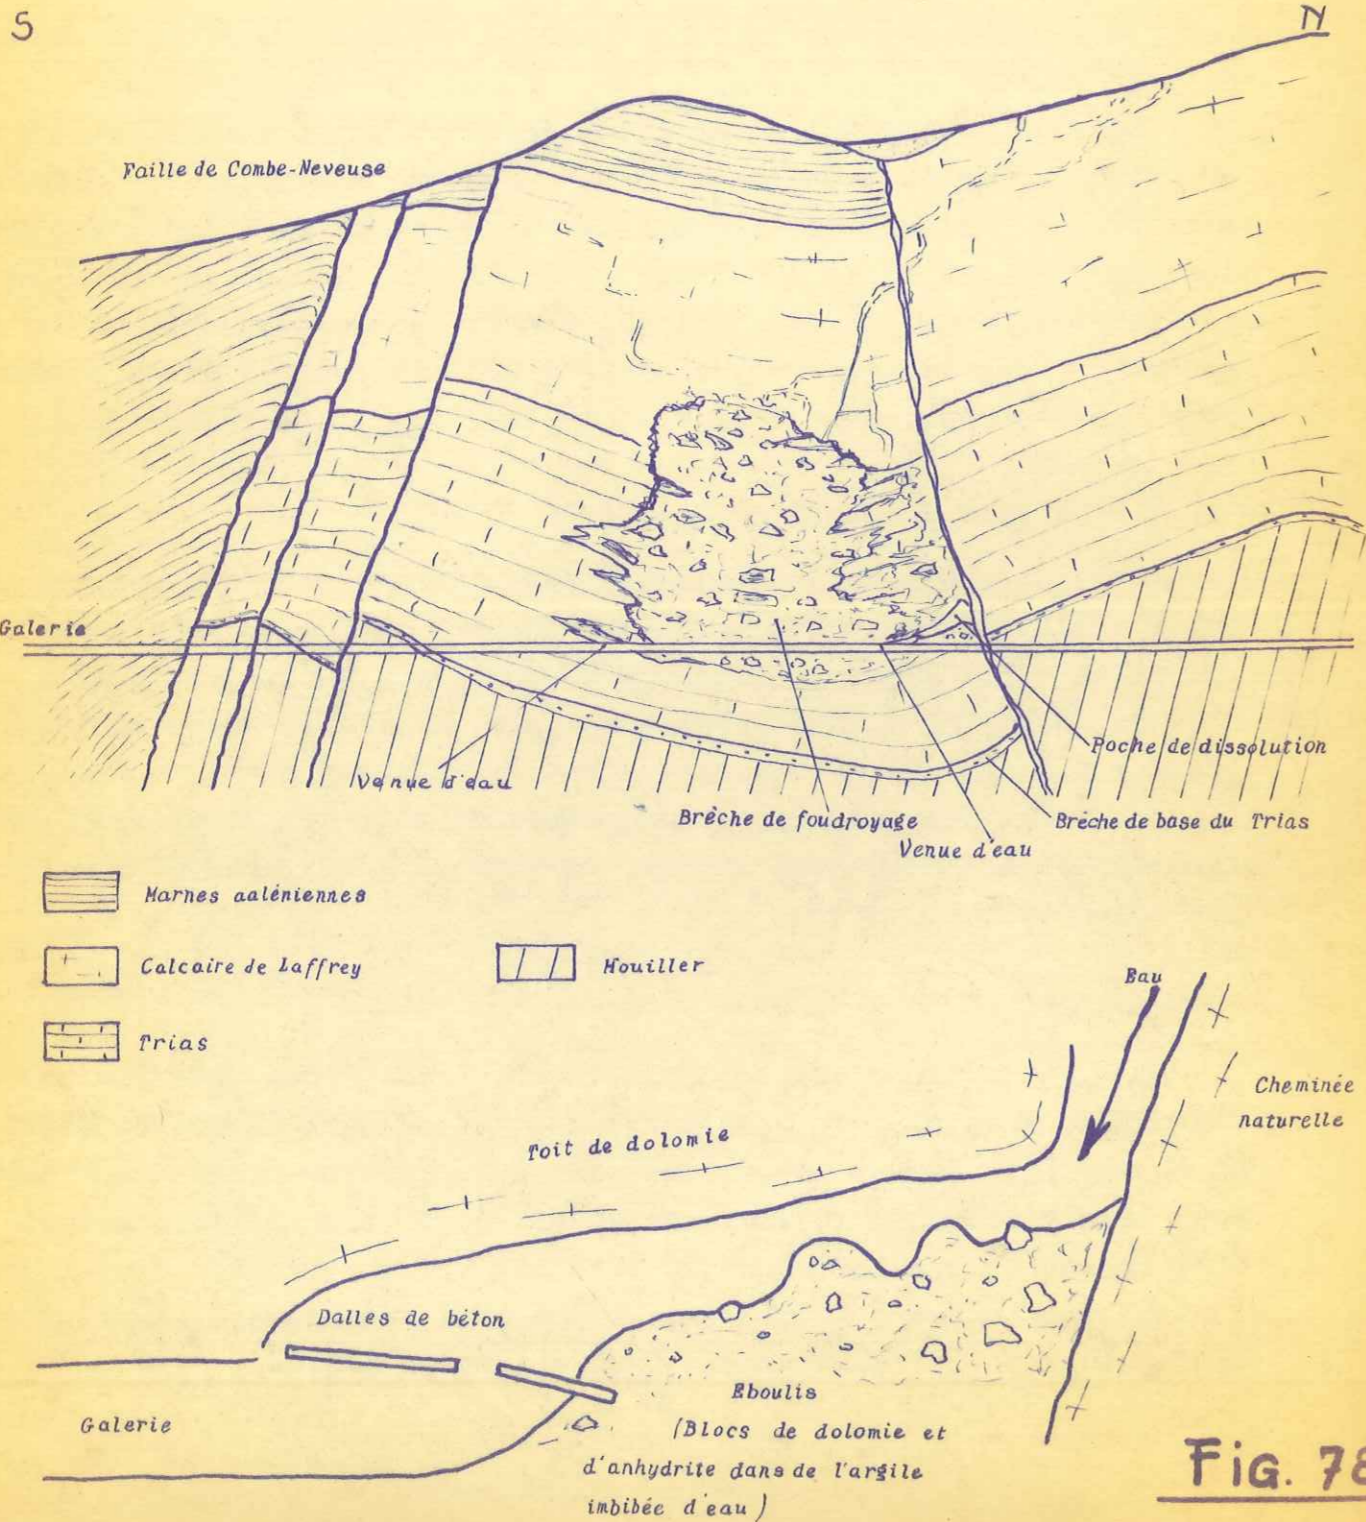 S
N
Faille de Combe-Neveuse
Galerie
Venue d'eau
Poche de dissolution
Brèche de foudroyage
Brèche de base du Trias
Venue d'eau
Marnes aaléniennes
Calcaire de Laffrey
Houiller
Trias
Eau
Cheminée
naturelle
Toit de dolomie
Dalles de béton
Galerie
Eboulis
(Blocs de dolomie et
d'anhydrite dans de l'argile
imbibée d'eau)
Fig. 78